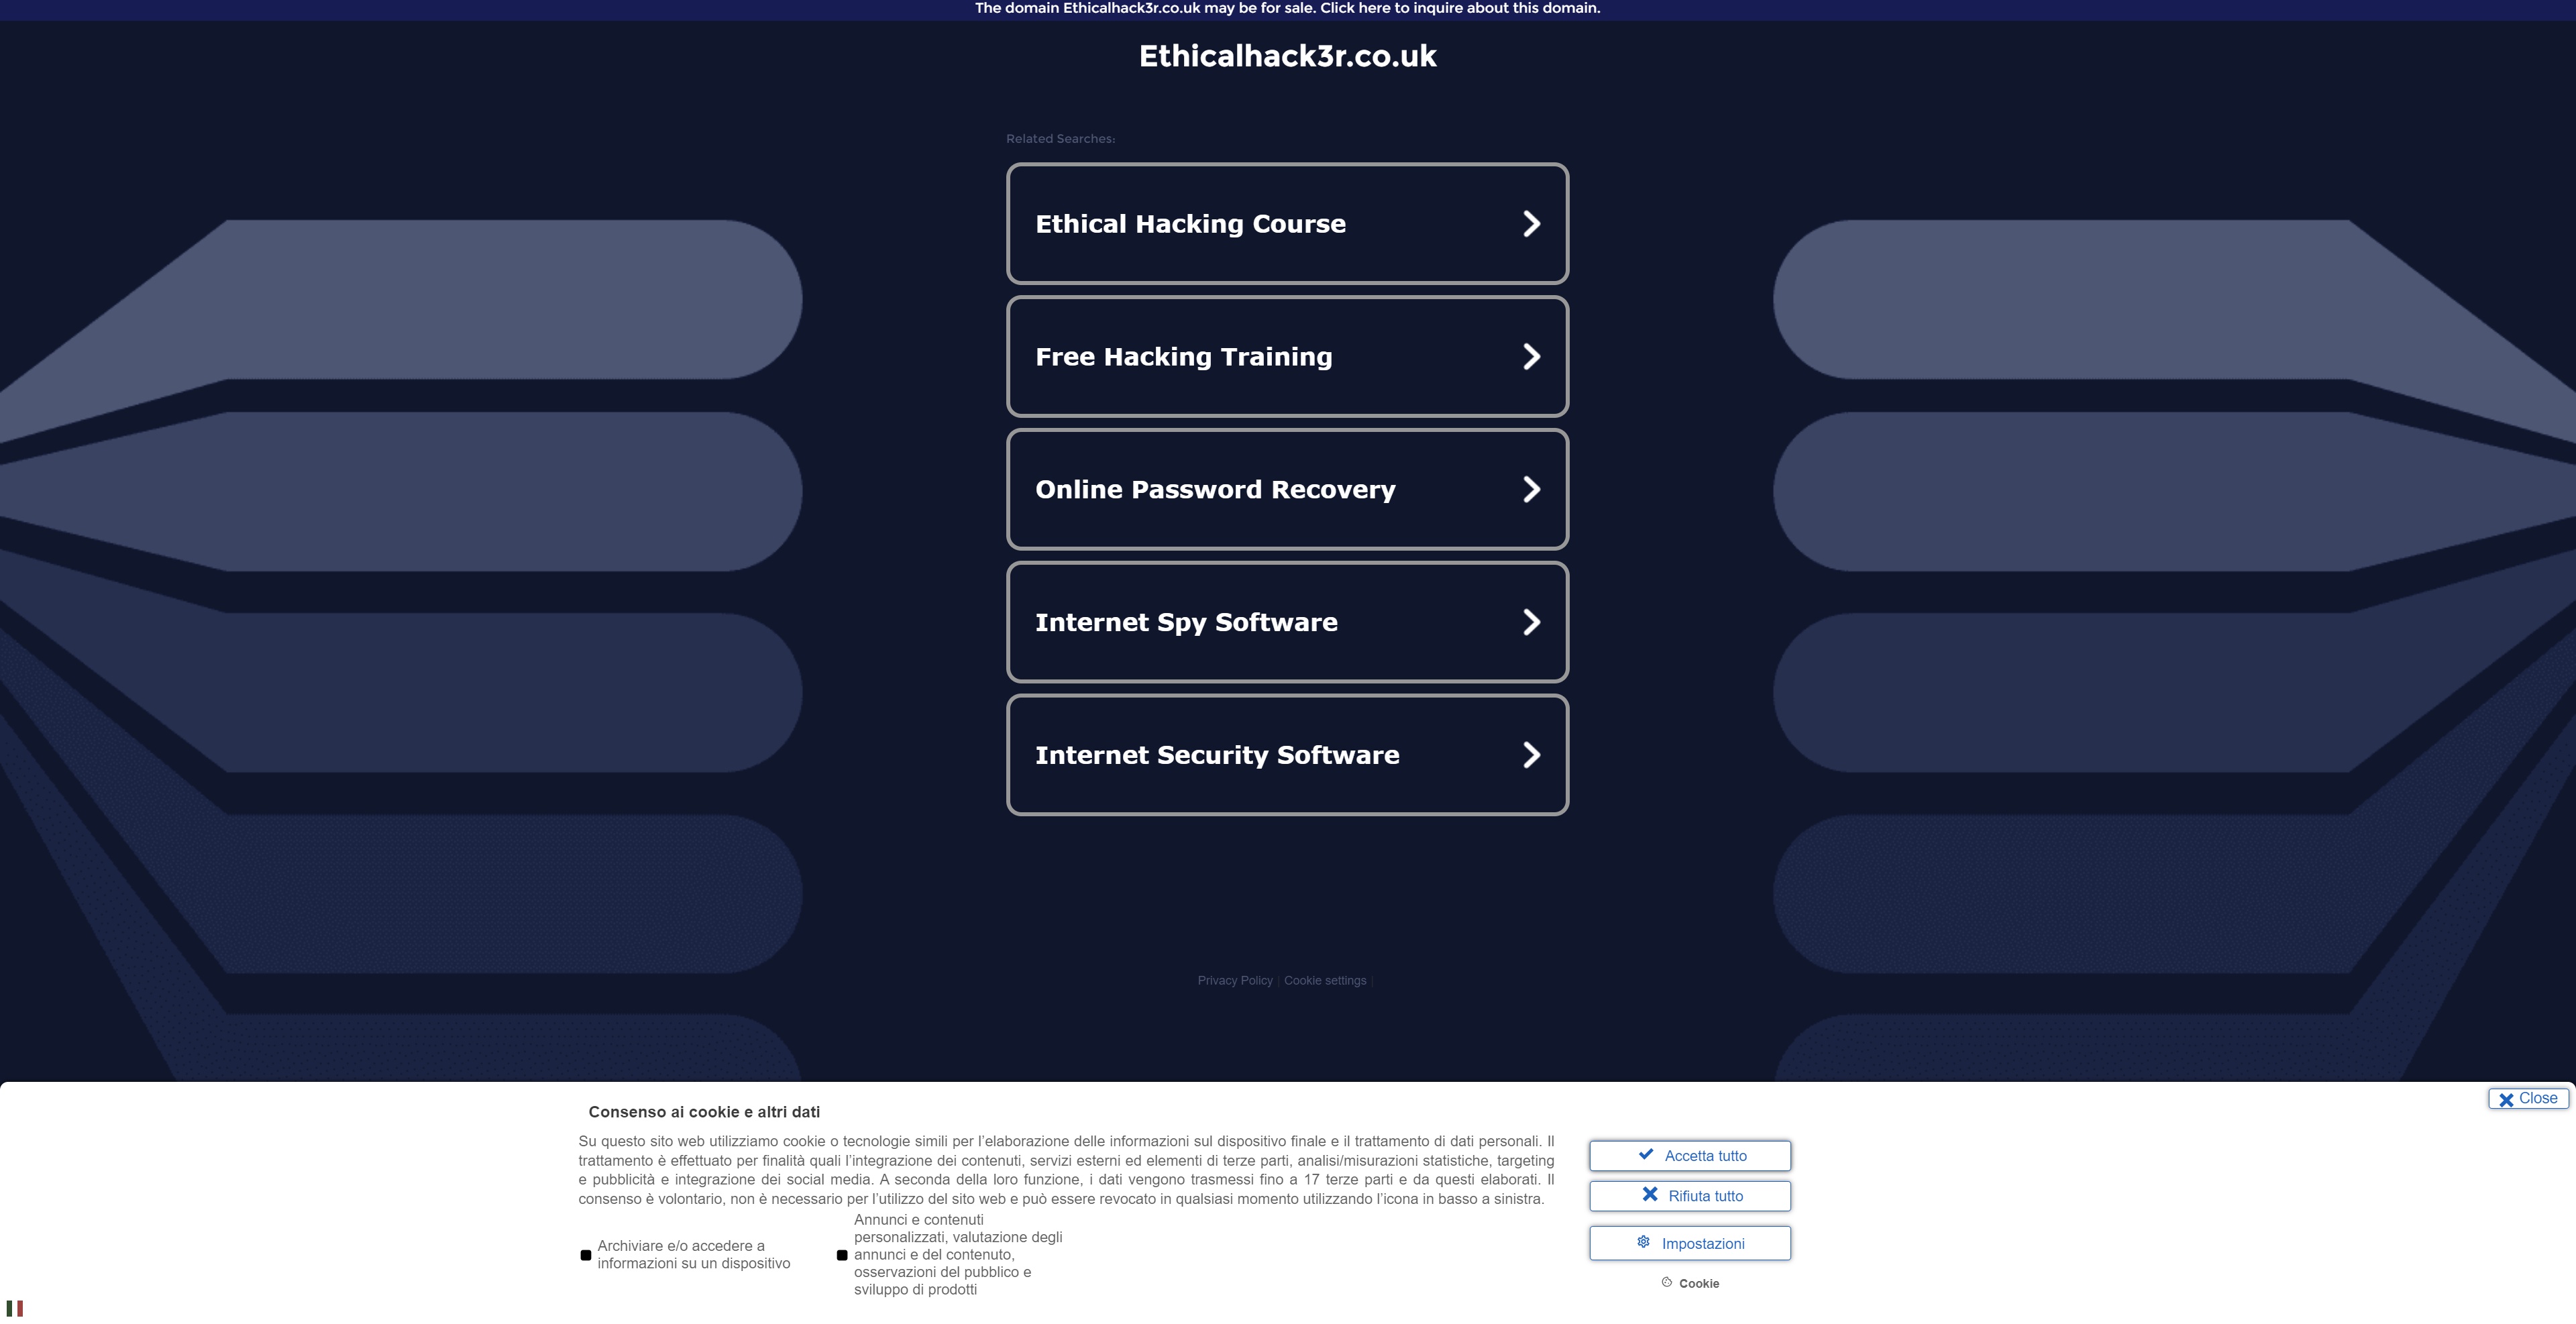 The domain Ethicalhack3r.co.uk may be for sale. Click here to inquire about this domain.
Ethicalhack3r.co.uk
Related Searches:
Ethical Hacking Course
Free Hacking Training
Online Password Recovery
Internet Spy Software
Internet Security Software
Privacy Policy | Cookie settings |
Close
Consenso ai cookie e altri dati
Su questo sito web utilizziamo cookie o tecnologie simili per l'elaborazione delle informazioni sul dispositivo finale e il trattamento di dati personali. Il
trattamento è effettuato per finalità quali l'integrazione dei contenuti, servizi esterni ed elementi di terze parti, analisi/misurazioni statistiche, targeting
e pubblicità e integrazione dei social media. A seconda della loro funzione, i dati vengono trasmessi fino a 17 terze parti e da questi elaborati. Il
consenso è volontario, non è necessario per l'utilizzo del sito web e può essere revocato in qualsiasi momento utilizzando l'icona in basso a sinistra.
Archiviare e/o accedere a
informazioni su un dispositivo
Annunci e contenuti
personalizzati, valutazione degli
annunci e del contenuto,
osservazioni del pubblico e
sviluppo di prodotti
Accetta tutto
Rifiuta tutto
Impostazioni
Cookie